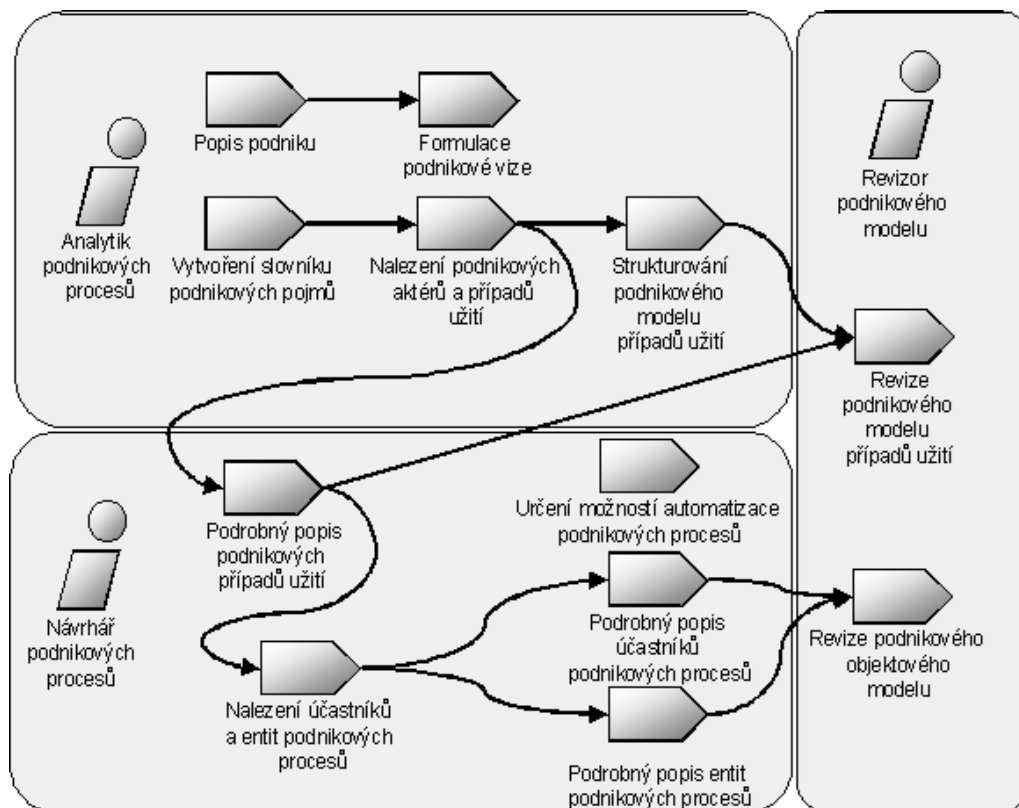 Popis podniku
Formulace
podnikové vize
Analytik
podnikových
procesů
Vytvoření slovníku
podnikových pojmů
Nalezení podnikových
aktérů a případů
užití
Strukturování
podnikového
modelu
případů užití
Revizor
podnikového
modelu
Revize
podnikového
modelu
případů užití
Návrhář
podnikových
procesů
Podrobný popis
podnikových
případů užití
Určení možností automatizace
podnikových procesů
Nalezení účastníků
a entit podnikových
procesů
Podrobný popis
účastníků
podnikových procesů
Podrobný popis entit
podnikových procesů
Revize podnikového
objektového
modelu